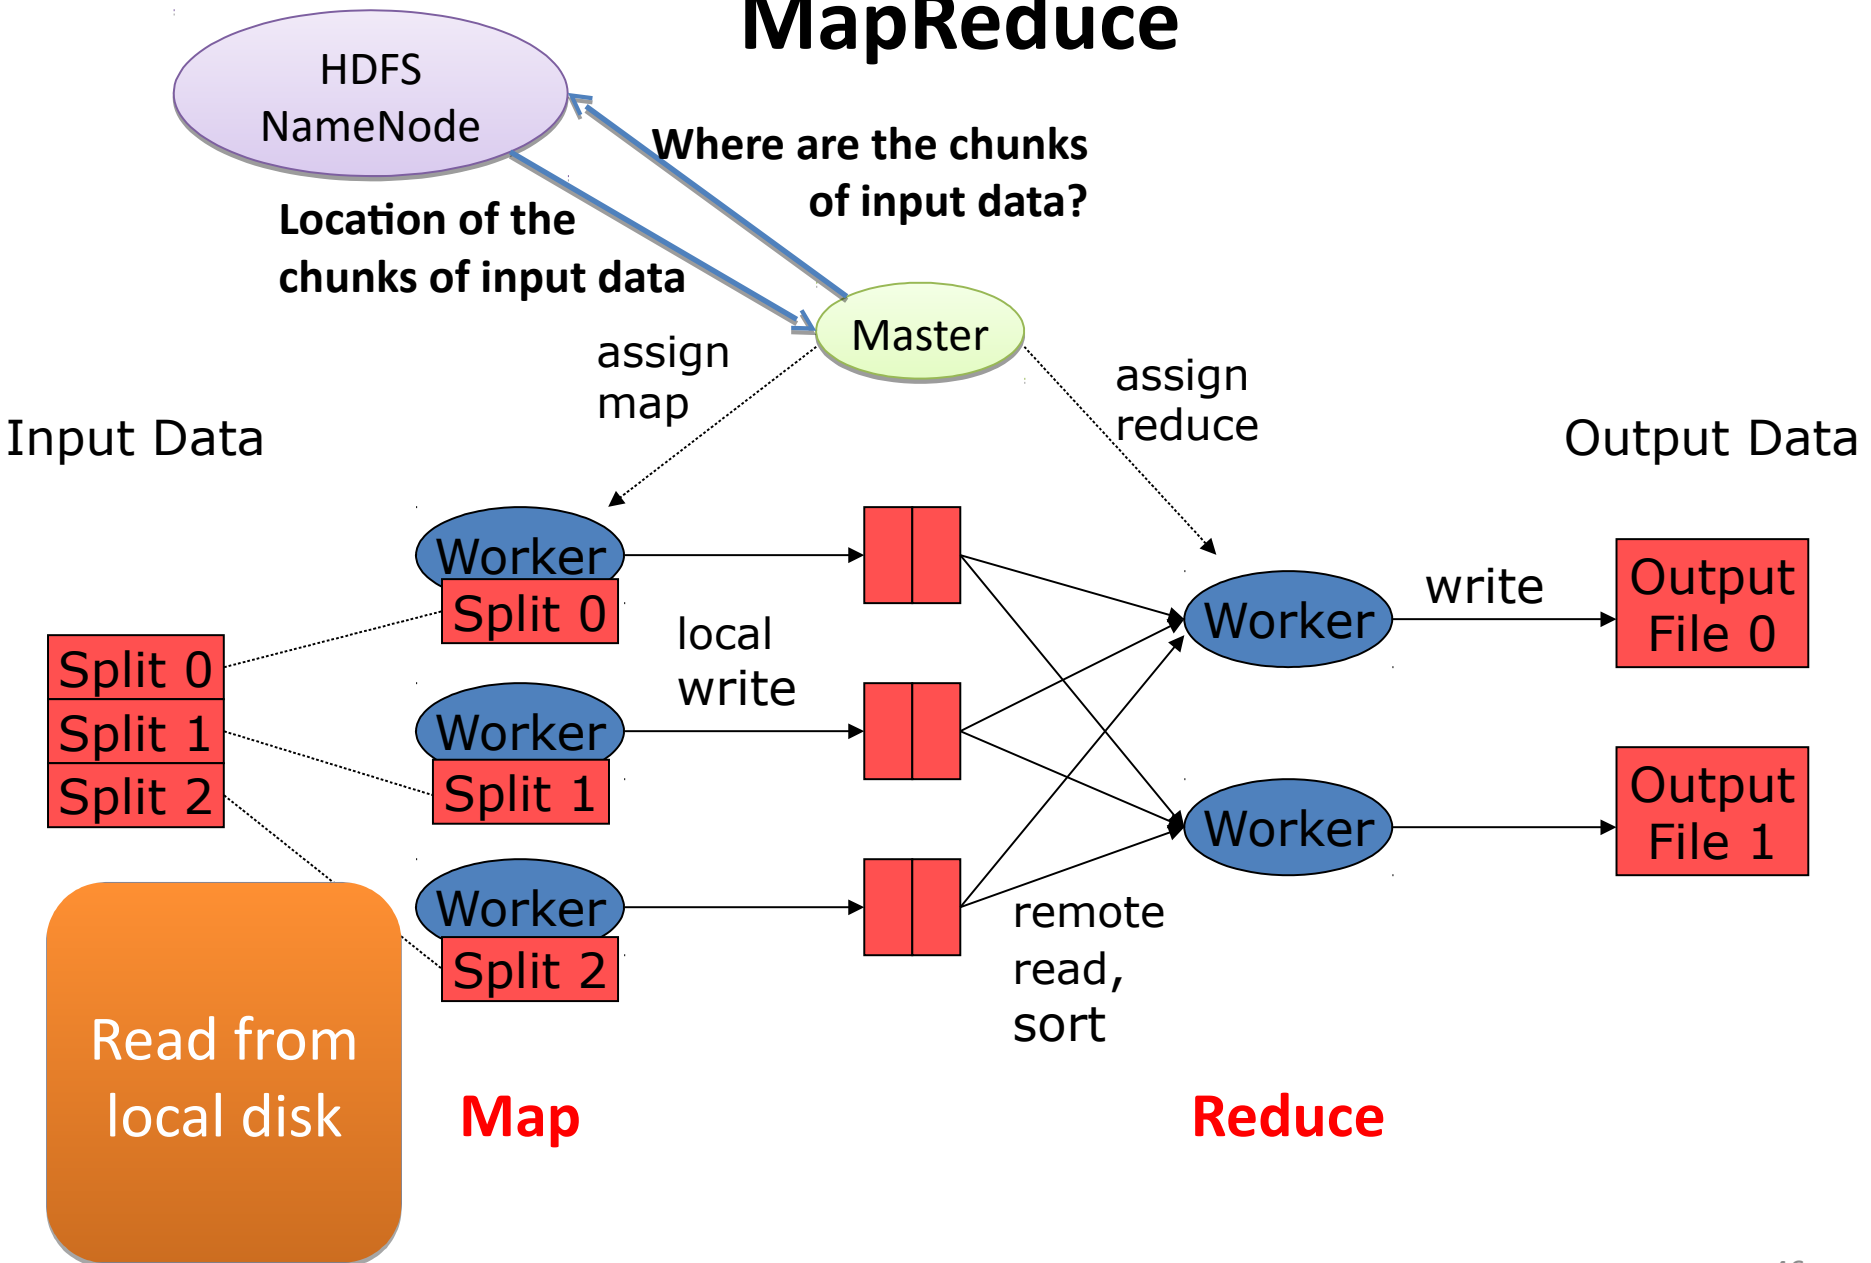 MapReduce
HDFS
NameNode
Where are the chunks
of input data?
Location of the
chunks of input data
Master
assign
map
assign
reduce
Input Data
Output Data
Worker
Split 0
Worker
Split 1
Worker
Split 2
Split 0
Split 1
Split 2
local
write
Worker
Worker
write
Output
File 0
Output
File 1
remote
read,
sort
Read from
local disk
Map
Reduce